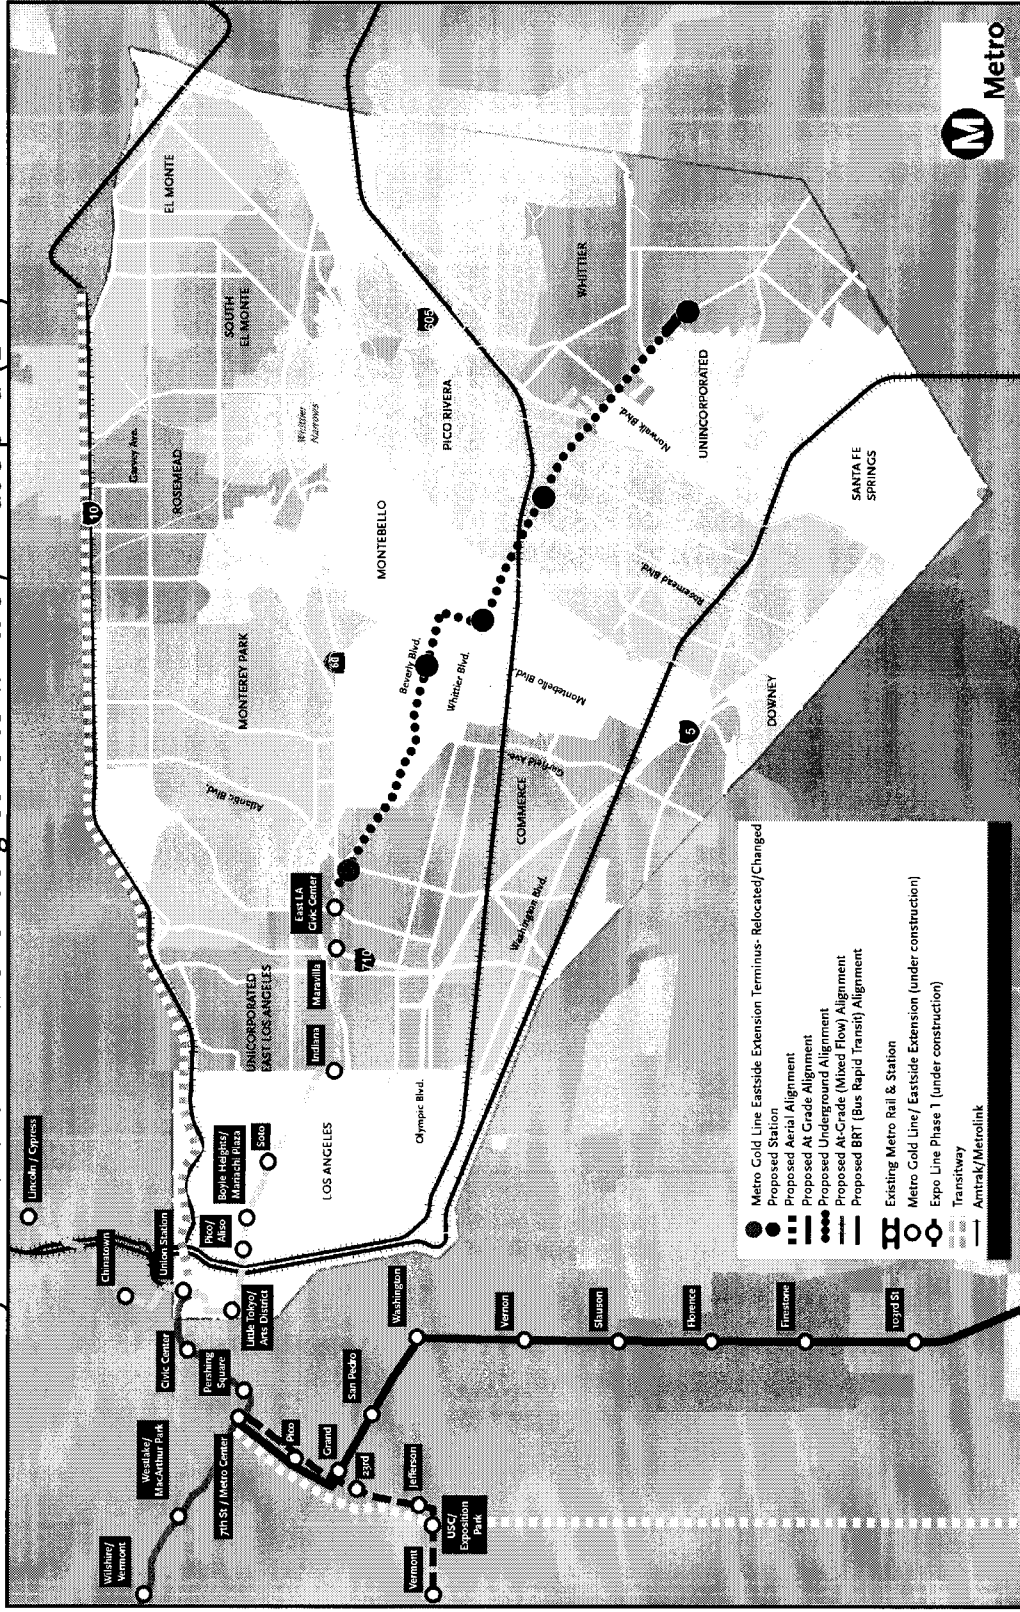 Lincoln / Cypress
Chinatown
Union Station
Civic Center
Pershing
Square
Westlake/
MacArthur Park
Wilshire/
Vermont
7th St / Metro Center
Little Tokyo/
Arts District
Pico/
Aliso
Boyle Heights/
Mariachi Plaza
Soto
Indiana
Maravilla
East LA
Civic Center
Pico
Grand
23rd
Jefferson
USC/
Exposition
Park
Vermont
San Pedro
Washington
Vernon
Slauson
Florence
Firestone
103rd St
LOS ANGELES
UNICORPORATED
EAST LOS ANGELES
MONTEREY PARK
ROSEMEAD
SOUTH
EL MONTE
EL MONTE
Whittier
Narrows
MONTEBELLO
PICO RIVERA
WHITTIER
UNINCORPORATED
SANTA FE
SPRINGS
DOWNEY
COMMERCE
Garvey Ave.
Atlantic Blvd.
Beverly Blvd.
Whittier Blvd.
Montebello Blvd.
Garfield Ave.
Washington Blvd.
Olympic Blvd.
Rosemead Blvd.
Norwalk Blvd.
10
60
605
710
5
Metro Gold Line Eastside Extension Terminus- Relocated/Changed
Proposed Station
Proposed Aerial Alignment
Proposed At Grade Alignment
Proposed Underground Alignment
Proposed At-Grade (Mixed Flow) Alignment
Proposed BRT (Bus Rapid Transit) Alignment
Existing Metro Rail & Station
Metro Gold Line/ Eastside Extension (under construction)
Expo Line Phase 1 (under construction)
Transitway
Amtrak/Metrolink
M
Metro